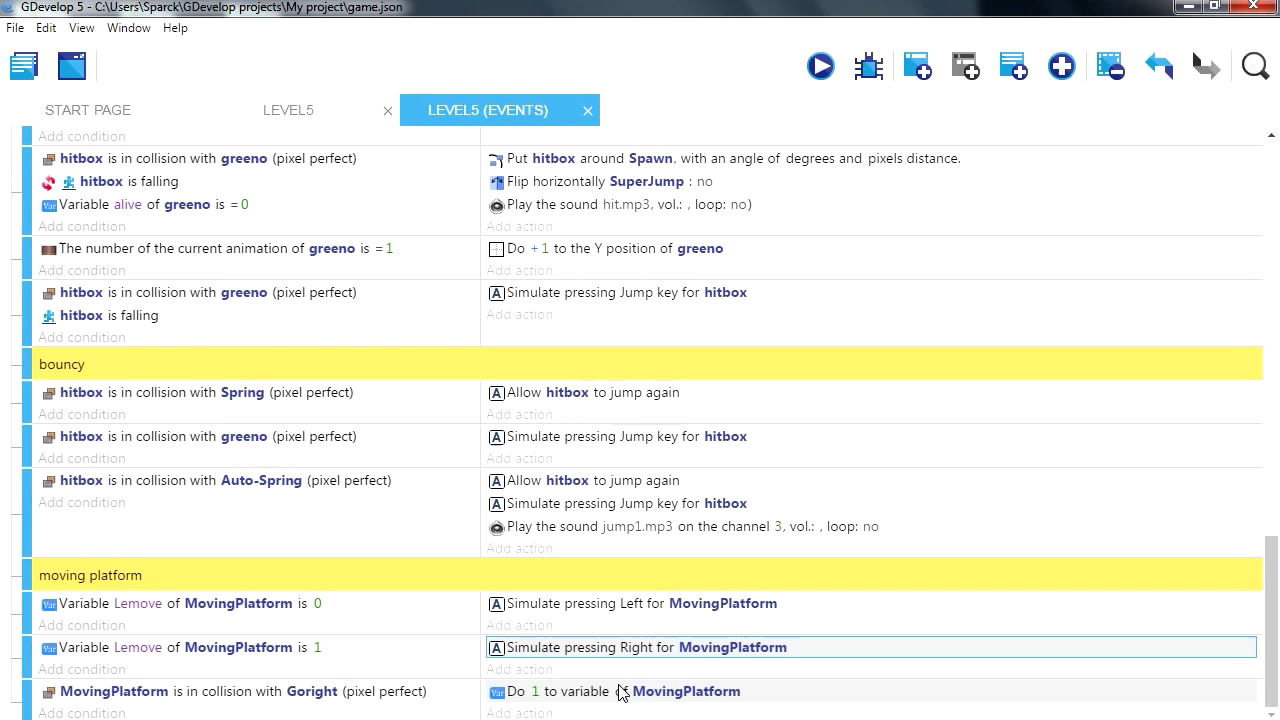 GDevelop 5 - C:\Users\Sparck\GDevelop projects\My project\game.json
File Edit View Window Help
START PAGE LEVEL5 × LEVEL5 (EVENTS) ×
Add condition
hitbox is in collision with greeno (pixel perfect) Put hitbox around Spawn, with an angle of degrees and pixels distance.
hitbox is falling Flip horizontally SuperJump : no
Var Variable alive of greeno is = 0 Play the sound hit.mp3, vol.: , loop: no)
Add condition Add action
The number of the current animation of greeno is = 1 Do + 1 to the Y position of greeno
Add condition Add action
hitbox is in collision with greeno (pixel perfect) A Simulate pressing Jump key for hitbox
hitbox is falling Add action
Add condition
bouncy
hitbox is in collision with Spring (pixel perfect) A Allow hitbox to jump again
Add condition Add action
hitbox is in collision with greeno (pixel perfect) A Simulate pressing Jump key for hitbox
Add condition Add action
hitbox is in collision with Auto-Spring (pixel perfect) A Allow hitbox to jump again
Add condition A Simulate pressing Jump key for hitbox
Play the sound jump1.mp3 on the channel 3, vol.: , loop: no
Add action
moving platform
Var Variable Lemove of MovingPlatform is 0 A Simulate pressing Left for MovingPlatform
Add condition Add action
Var Variable Lemove of MovingPlatform is 1 A Simulate pressing Right for MovingPlatform
Add condition Add action
MovingPlatform is in collision with Goright (pixel perfect) Var Do 1 to variable MovingPlatform
Add condition Add action